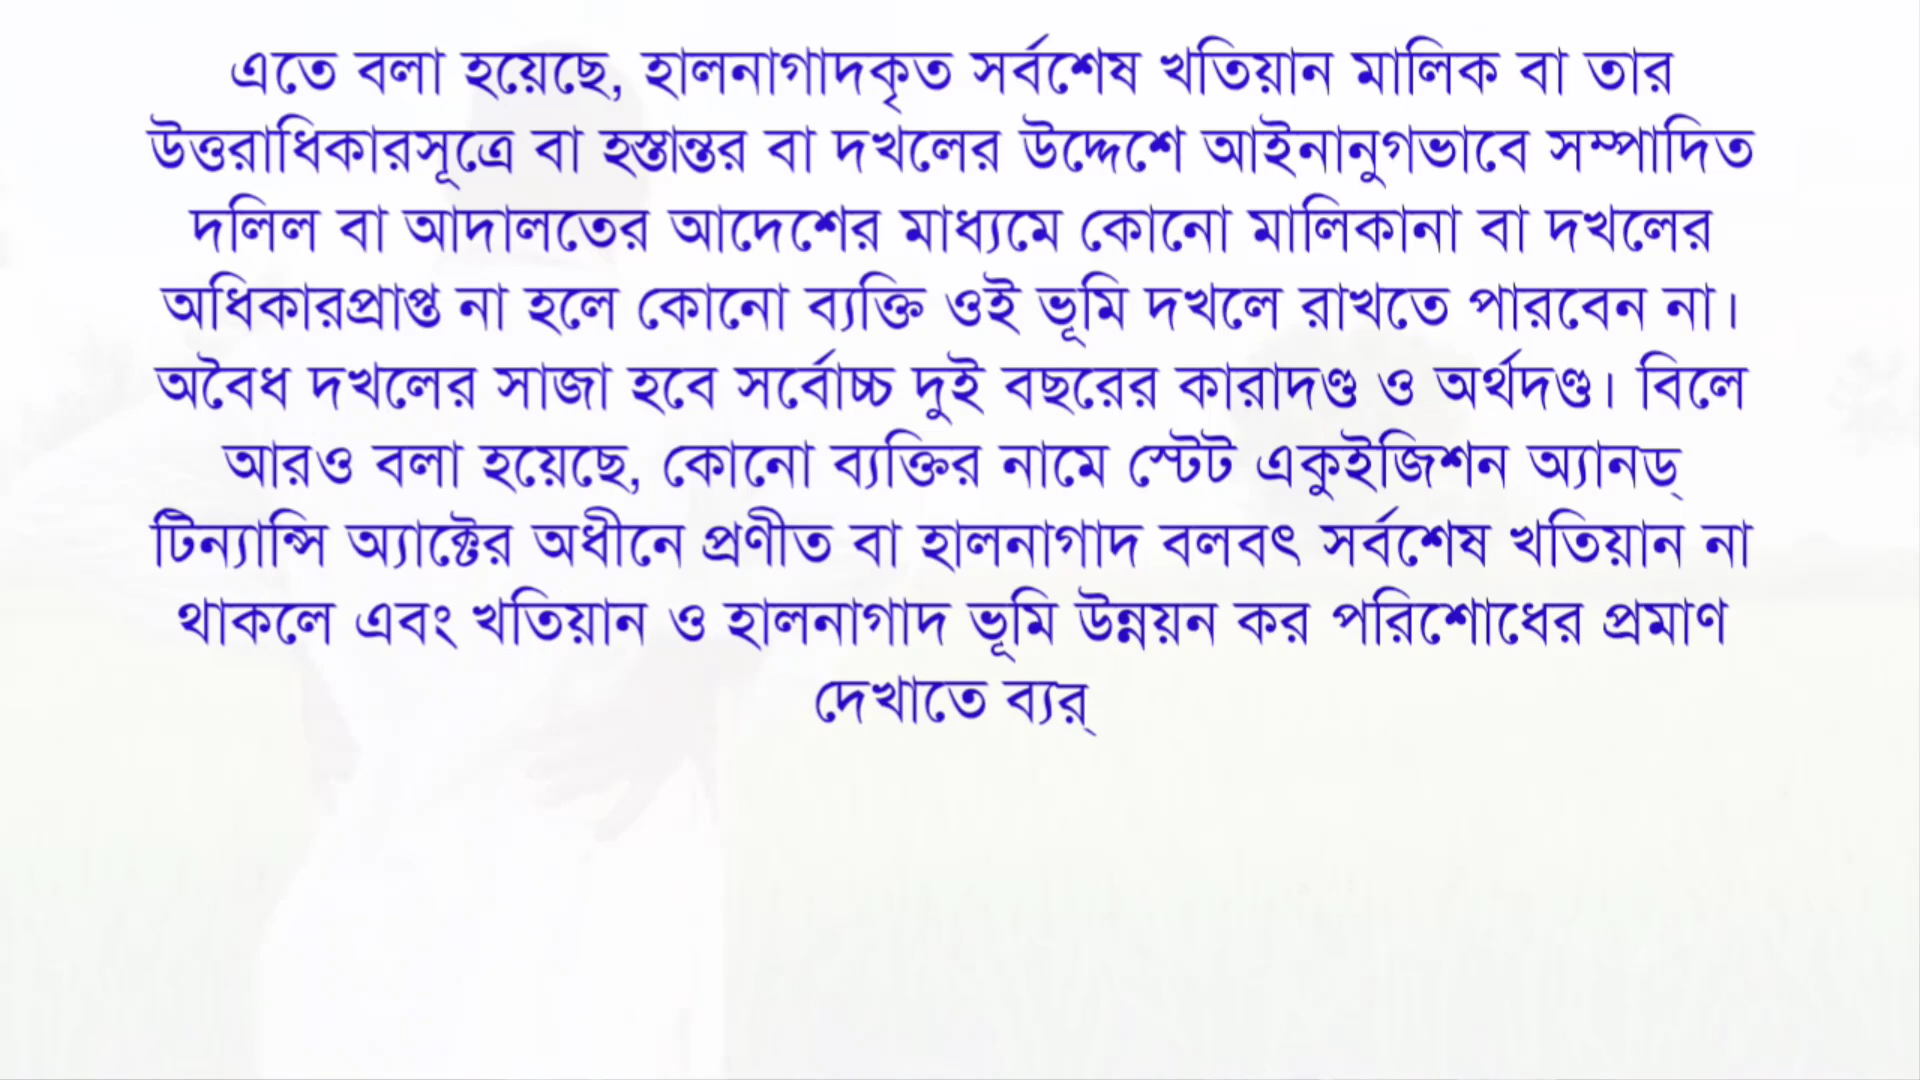 এতে বলা হয়েছে, হালনাগাদকৃত সর্বশেষ খতিয়ান মালিক বা তার
উত্তরাধিকারসূত্রে বা হস্তান্তর বা দখলের উদ্দেশে আইনানুগভাবে সম্পাদিত
দলিল বা আদালতের আদেশের মাধ্যমে কোনো মালিকানা বা দখলের
অধিকারপ্রাপ্ত না হলে কোনো ব্যক্তি ওই ভূমি দখলে রাখতে পারবেন না।
অবৈধ দখলের সাজা হবে সর্বোচ্চ দুই বছরের কারাদণ্ড ও অর্থদণ্ড। বিলে
আরও বলা হয়েছে, কোনো ব্যক্তির নামে স্টেট একুইজিশন অ্যানড্
টিন্যান্সি অ্যাক্টের অধীনে প্রণীত বা হালনাগাদ বলবৎ সর্বশেষ খতিয়ান না
থাকলে এবং খতিয়ান ও হালনাগাদ ভূমি উন্নয়ন কর পরিশোধের প্রমাণ
দেখাতে ব্যর্